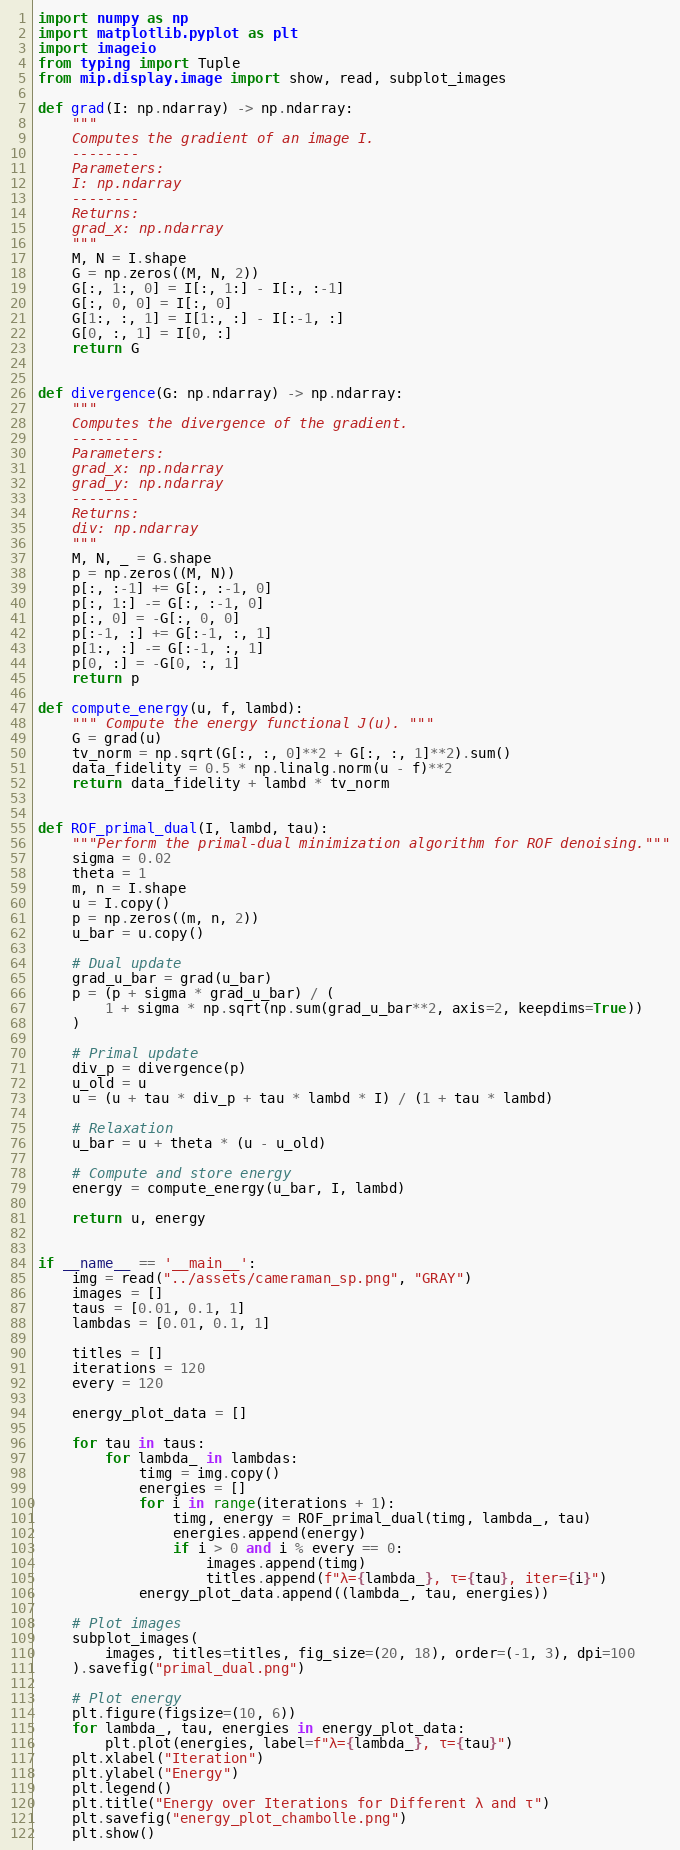 1 import numpy as np
2 import matplotlib.pyplot as plt
3 import imageio
4 from typing import Tuple
5 from mip.display.image import show, read, subplot_images
6
7 def grad(I: np.ndarray) -> np.ndarray:
8     """
9     Computes the gradient of an image I.
10     --------
11     Parameters:
12     I: np.ndarray
13     --------
14     Returns:
15     grad_x: np.ndarray
16     """
17     M, N = I.shape
18     G = np.zeros((M, N, 2))
19     G[:, 1:, 0] = I[:, 1:] - I[:, :-1]
20     G[:, 0, 0] = I[:, 0]
21     G[1:, :, 1] = I[1:, :] - I[:-1, :]
22     G[0, :, 1] = I[0, :]
23     return G
24
25
26 def divergence(G: np.ndarray) -> np.ndarray:
27     """
28     Computes the divergence of the gradient.
29     --------
30     Parameters:
31     grad_x: np.ndarray
32     grad_y: np.ndarray
33     --------
34     Returns:
35     div: np.ndarray
36     """
37     M, N, _ = G.shape
38     p = np.zeros((M, N))
39     p[:, :-1] += G[:, :-1, 0]
40     p[:, 1:] -= G[:, :-1, 0]
41     p[:, 0] = -G[:, 0, 0]
42     p[:-1, :] += G[:-1, :, 1]
43     p[1:, :] -= G[:-1, :, 1]
44     p[0, :] = -G[0, :, 1]
45     return p
46
47 def compute_energy(u, f, lambd):
48     """ Compute the energy functional J(u). """
49     G = grad(u)
50     tv_norm = np.sqrt(G[:, :, 0]**2 + G[:, :, 1]**2).sum()
51     data_fidelity = 0.5 * np.linalg.norm(u - f)**2
52     return data_fidelity + lambd * tv_norm
53
54
55 def ROF_primal_dual(I, lambd, tau):
56     """Perform the primal-dual minimization algorithm for ROF denoising."""
57     sigma = 0.02
58     theta = 1
59     m, n = I.shape
60     u = I.copy()
61     p = np.zeros((m, n, 2))
62     u_bar = u.copy()
63
64     # Dual update
65     grad_u_bar = grad(u_bar)
66     p = (p + sigma * grad_u_bar) / (
67         1 + sigma * np.sqrt(np.sum(grad_u_bar**2, axis=2, keepdims=True))
68     )
69
70     # Primal update
71     div_p = divergence(p)
72     u_old = u
73     u = (u + tau * div_p + tau * lambd * I) / (1 + tau * lambd)
74
75     # Relaxation
76     u_bar = u + theta * (u - u_old)
77
78     # Compute and store energy
79     energy = compute_energy(u_bar, I, lambd)
80
81     return u, energy
82
83
84 if __name__ == '__main__':
85     img = read("../assets/cameraman_sp.png", "GRAY")
86     images = []
87     taus = [0.01, 0.1, 1]
88     lambdas = [0.01, 0.1, 1]
89
90     titles = []
91     iterations = 120
92     every = 120
93
94     energy_plot_data = []
95
96     for tau in taus:
97         for lambda_ in lambdas:
98             timg = img.copy()
99             energies = []
100             for i in range(iterations + 1):
101                 timg, energy = ROF_primal_dual(timg, lambda_, tau)
102                 energies.append(energy)
103                 if i > 0 and i % every == 0:
104                     images.append(timg)
105                     titles.append(f"λ={lambda_}, τ={tau}, iter={i}")
106             energy_plot_data.append((lambda_, tau, energies))
107
108     # Plot images
109     subplot_images(
110         images, titles=titles, fig_size=(20, 18), order=(-1, 3), dpi=100
111     ).savefig("primal_dual.png")
112
113     # Plot energy
114     plt.figure(figsize=(10, 6))
115     for lambda_, tau, energies in energy_plot_data:
116         plt.plot(energies, label=f"λ={lambda_}, τ={tau}")
117     plt.xlabel("Iteration")
118     plt.ylabel("Energy")
119     plt.legend()
120     plt.title("Energy over Iterations for Different λ and τ")
121     plt.savefig("energy_plot_chambolle.png")
122     plt.show()